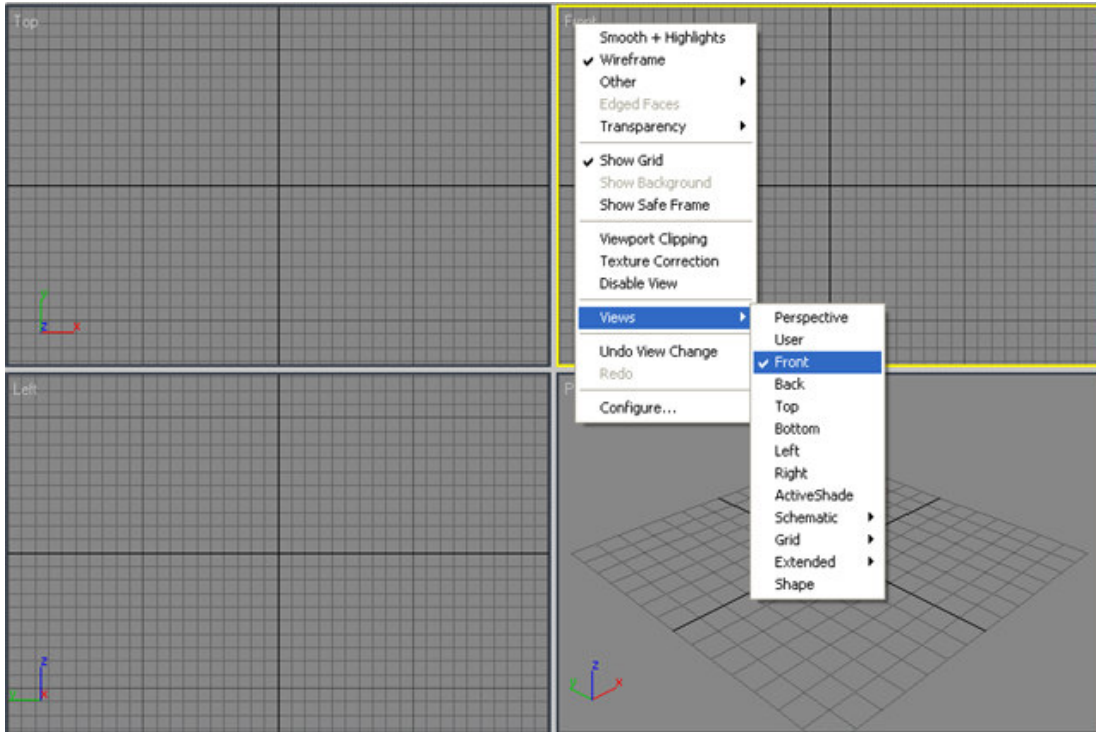 Top
Front
Smooth + Highlights
Wireframe
Other
Edged Faces
Transparency
Show Grid
Show Background
Show Safe Frame
Viewport Clipping
Texture Correction
Disable View
Views
Undo View Change
Redo
Configure...
Perspective
User
Front
Back
Top
Bottom
Left
Right
ActiveShade
Schematic
Grid
Extended
Shape
y
z x
Left
P
z
y x
z
y x